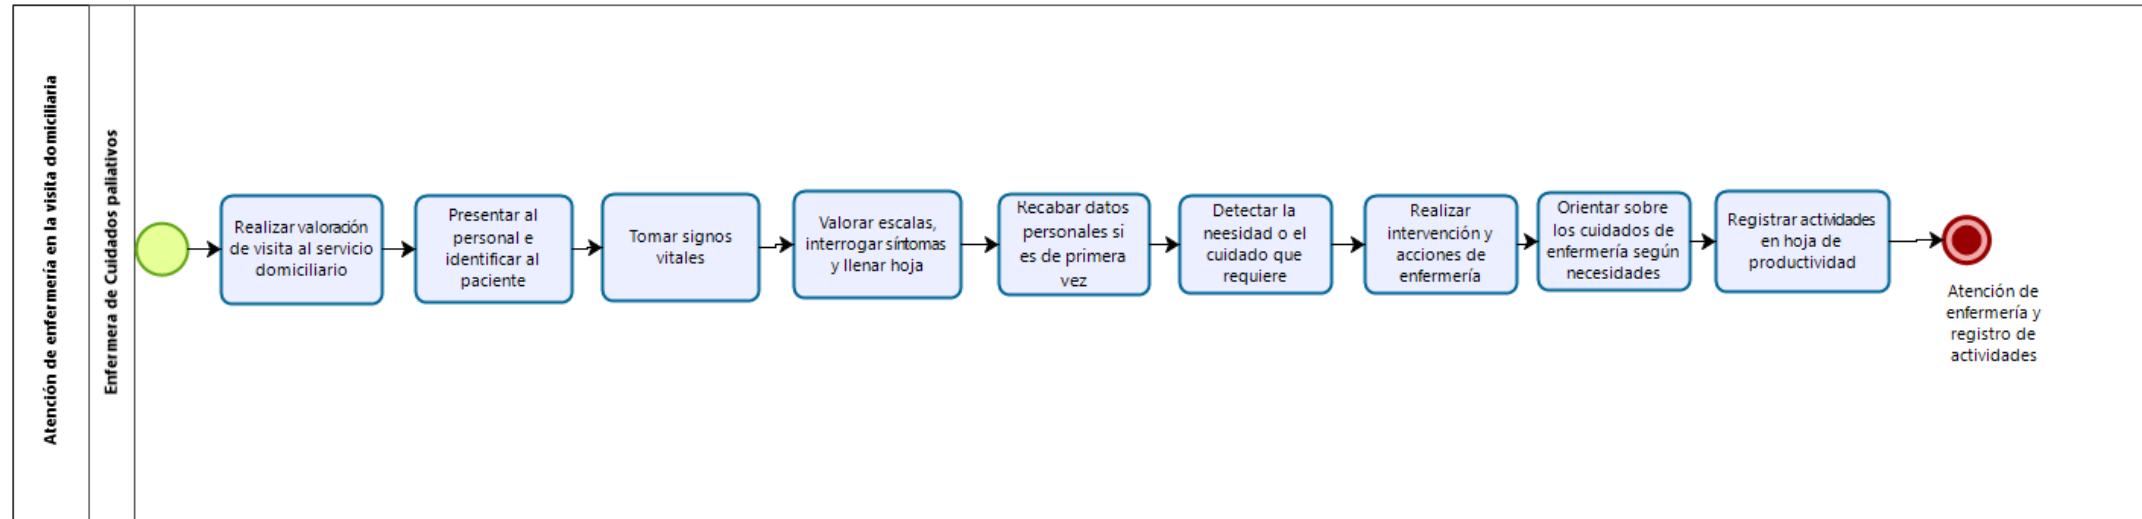 Atención de enfermería en la visita domiciliaria
Enfermera de Cuidados paliativos
Realizar valoración
de visita al servicio
domiciliario
Presentar al
personal e
identificar al
paciente
Tomar signos
vitales
Valorar escalas,
interrogar síntomas
y llenar hoja
Recabar datos
personales si
es de primera
vez
Detectar la
neesidad o el
cuidado que
requiere
Realizar
intervención y
acciones de
enfermería
Orientar sobre
los cuidados de
enfermería según
necesidades
Registrar actividades
en hoja de
productividad
Atención de
enfermería y
registro de
actividades